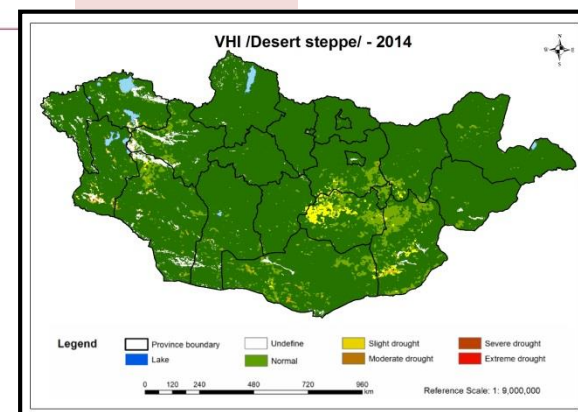 VHI /Desert steppe/ - 2014
N
W E
S
Legend
Province boundary
Undefine
Slight drought
Severe drought
Lake
Normal
Moderate drought
Extreme drought
0 120 240 480 720 960
km
Reference Scale: 1: 9,000,000